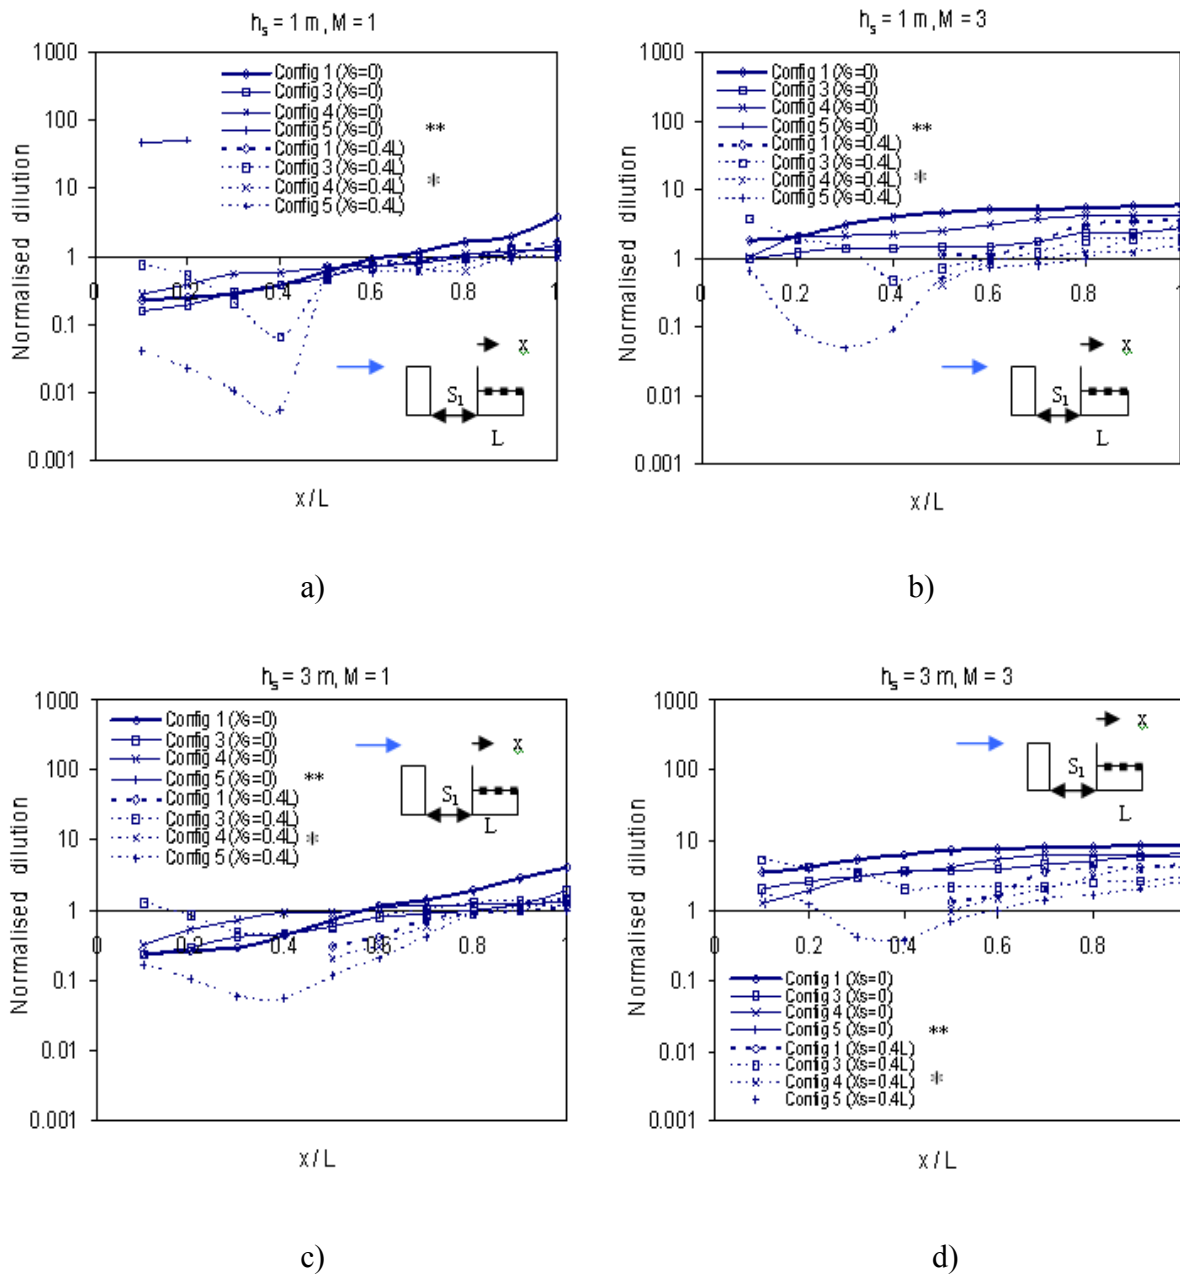 hs = 1 m, M = 1
1000
100
10
1
0.1
0.01
0.001
Normalised dilution
Config 1 (Xs=0)
Config 3 (Xs=0)
Config 4 (Xs=0)
Config 5 (Xs=0) **
Config 1 (Xs=0.4L)
Config 3 (Xs=0.4L)
Config 4 (Xs=0.4L) *
Config 5 (Xs=0.4L)
0 0.2 0.4 0.6 0.8 1
x
S1
L
x / L
a)
hs = 1 m, M = 3
1000
100
10
1
0.1
0.01
0.001
Normalised dilution
Config 1 (Xs=0)
Config 3 (Xs=0)
Config 4 (Xs=0)
Config 5 (Xs=0) **
Config 1 (Xs=0.4L)
Config 3 (Xs=0.4L)
Config 4 (Xs=0.4L) *
Config 5 (Xs=0.4L)
0 0.2 0.4 0.6 0.8 1
x
S1
L
x/L
b)
hs = 3 m, M = 1
1000
100
10
1
0.1
0.01
0.001
Normalised dilution
Config 1 (Xs=0)
Config 3 (Xs=0)
Config 4 (Xs=0)
Config 5 (Xs=0) **
Config 1 (Xs=0.4L)
Config 3 (Xs=0.4L)
Config 4 (Xs=0.4L) *
Config 5 (Xs=0.4L)
0 0.2 0.4 0.6 0.8 1
x
S1
L
x / L
c)
hs = 3 m, M = 3
1000
100
10
1
0.1
0.01
0.001
Normalised dilution
x
S1
L
0 0.2 0.4 0.6 0.8 1
Config 1 (Xs=0)
Config 3 (Xs=0)
Config 4 (Xs=0)
Config 5 (Xs=0) **
Config 1 (Xs=0.4L)
Config 3 (Xs=0.4L)
Config 4 (Xs=0.4L) *
Config 5 (Xs=0.4L)
x/L
d)